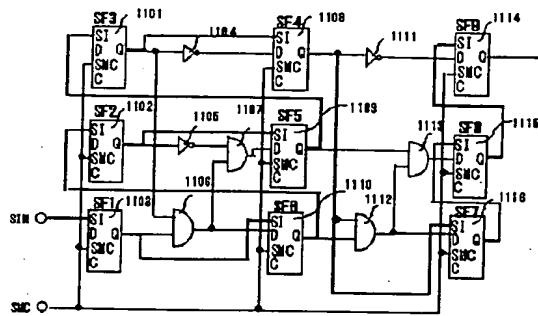 SF3 1101
SI
D Q
SMC
C
1104
SF4 1108
SI
D Q
SMC
C
1111
SF9 1114
SI
D Q
SMC
C
SF2 1102
SI
D Q
SMC
C
1105
1107
SF5 1109
SI
D Q
SMC
C
1113
SF8 1115
SI
D Q
SMC
C
SIN
SF1 1103
SI
D Q
SMC
C
1106
SF6 1110
SI
D Q
SMC
C
1112
SF7 1116
SI
D Q
SMC
C
SMC